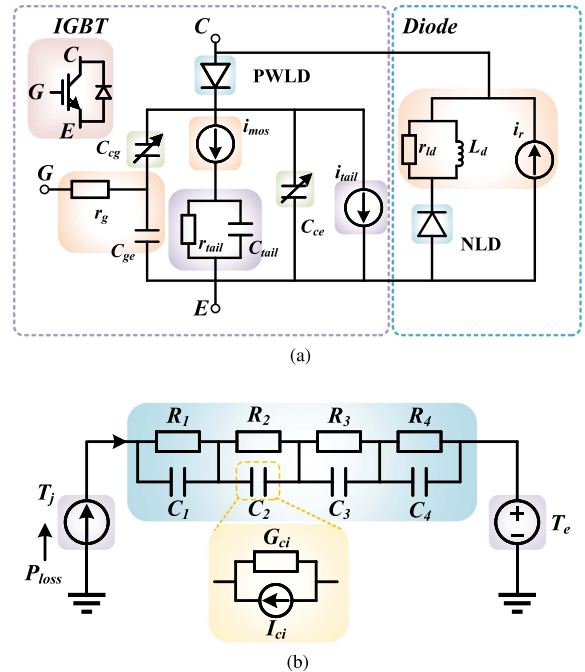 IGBT
C
Diode
C
G
E
PWLD
C_cg
i_mos
r_ld
L_d
i_r
G
r_g
C_ge
r_tail
C_tail
C_ce
i_tail
NLD
E
(a)
R_1 R_2 R_3 R_4
C_1 C_2 C_3 C_4
T_j
T_e
P_loss
G_ci
I_ci
(b)